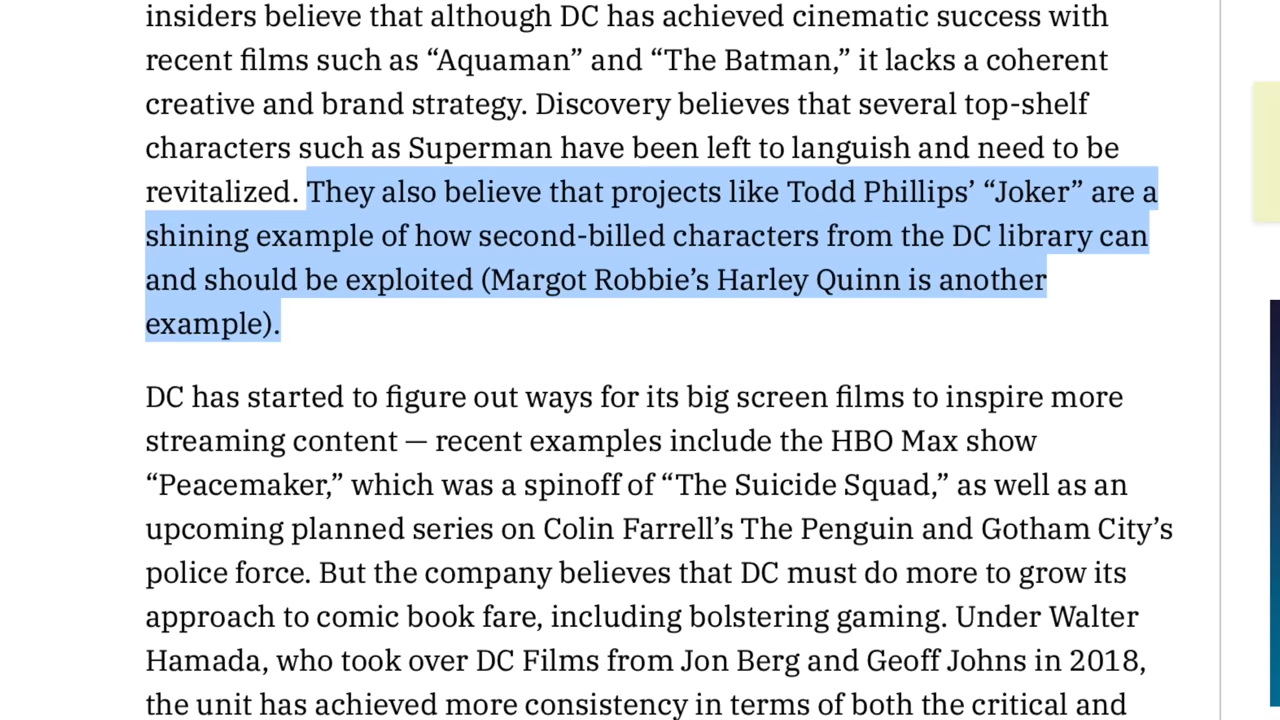 insiders believe that although DC has achieved cinematic success with
recent films such as “Aquaman” and “The Batman,” it lacks a coherent
creative and brand strategy. Discovery believes that several top-shelf
characters such as Superman have been left to languish and need to be
revitalized. They also believe that projects like Todd Phillips’ “Joker” are a
shining example of how second-billed characters from the DC library can
and should be exploited (Margot Robbie’s Harley Quinn is another
example).
DC has started to figure out ways for its big screen films to inspire more
streaming content — recent examples include the HBO Max show
“Peacemaker,” which was a spinoff of “The Suicide Squad,” as well as an
upcoming planned series on Colin Farrell’s The Penguin and Gotham City’s
police force. But the company believes that DC must do more to grow its
approach to comic book fare, including bolstering gaming. Under Walter
Hamada, who took over DC Films from Jon Berg and Geoff Johns in 2018,
the unit has achieved more consistency in terms of both the critical and